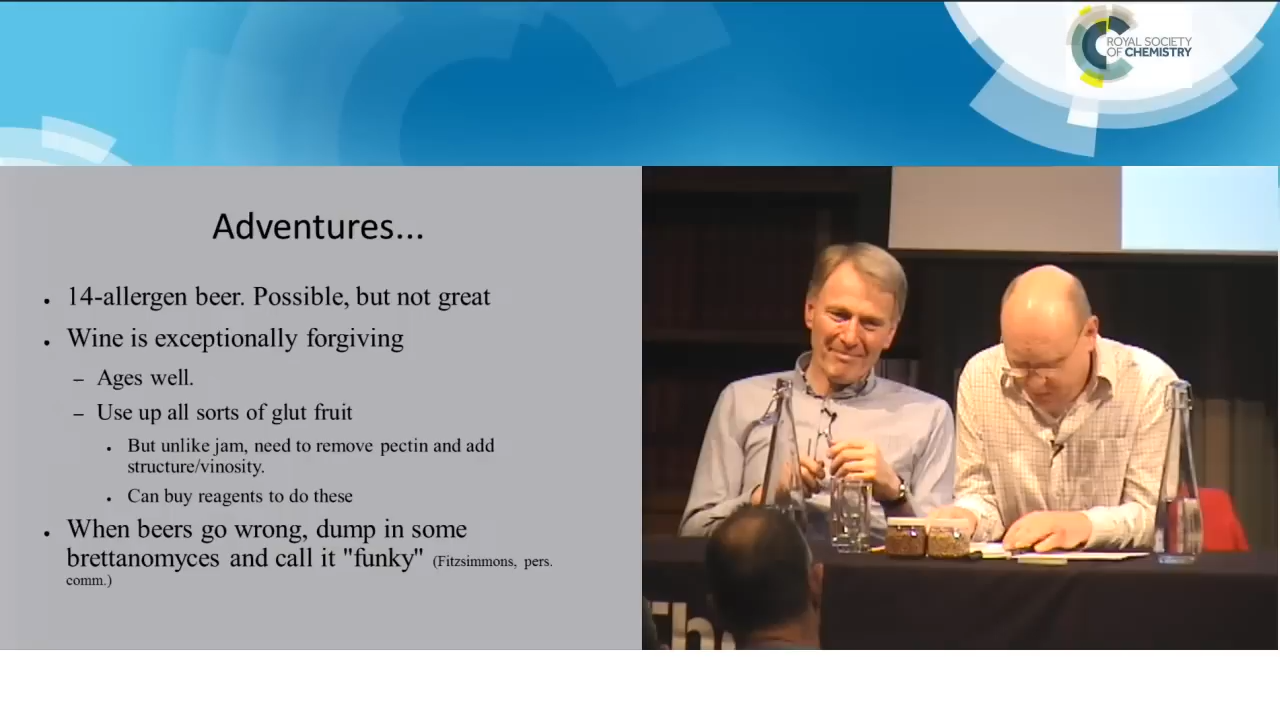 ROYAL SOCIETY
OF CHEMISTRY
Adventures...
• 14-allergen beer. Possible, but not great
• Wine is exceptionally forgiving
– Ages well.
– Use up all sorts of glut fruit
• But unlike jam, need to remove pectin and add
structure/vinosity.
• Can buy reagents to do these
• When beers go wrong, dump in some
brettanomyces and call it "funky" (Fitzsimmons, pers.
comm.)
The